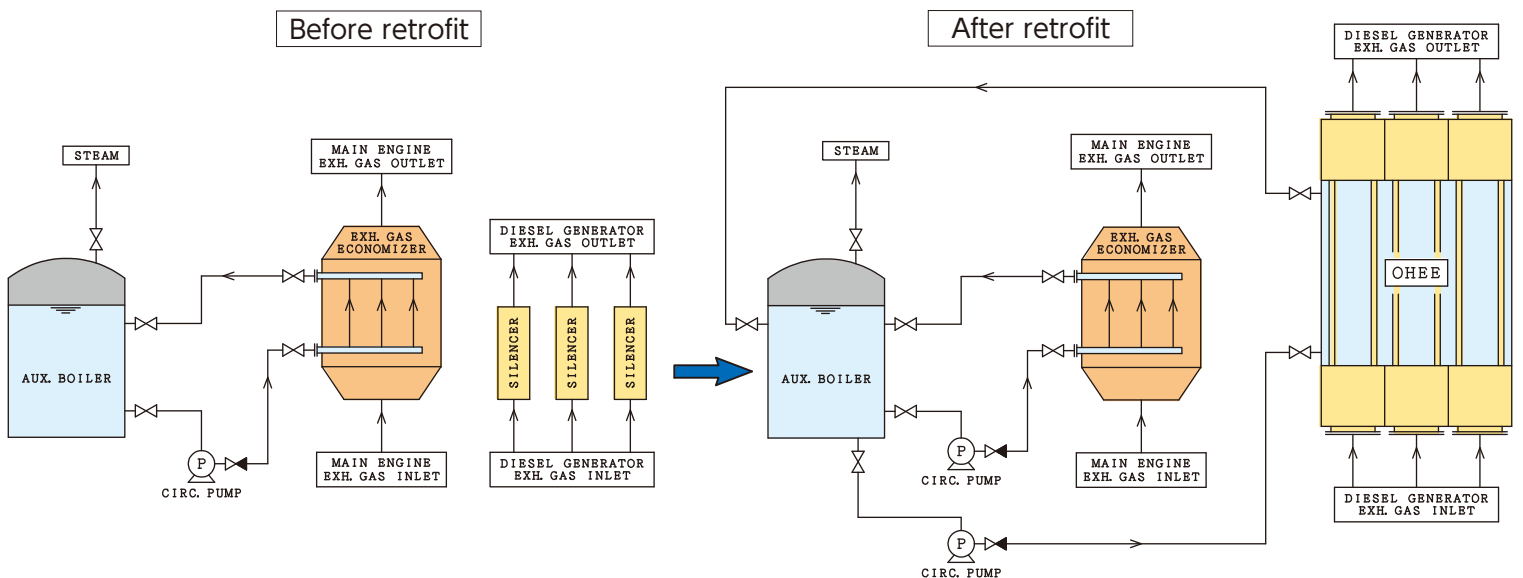 Before retrofit
STEAM
MAIN ENGINE
EXH. GAS OUTLET
EXH. GAS
ECONOMIZER
AUX. BOILER
P
CIRC. PUMP
MAIN ENGINE
EXH. GAS INLET
DIESEL GENERATOR
EXH. GAS OUTLET
SILENCER
SILENCER
SILENCER
DIESEL GENERATOR
EXH. GAS INLET
After retrofit
STEAM
MAIN ENGINE
EXH. GAS OUTLET
EXH. GAS
ECONOMIZER
AUX. BOILER
P
CIRC. PUMP
MAIN ENGINE
EXH. GAS INLET
P
CIRC. PUMP
DIESEL GENERATOR
EXH. GAS OUTLET
OHEE
DIESEL GENERATOR
EXH. GAS INLET